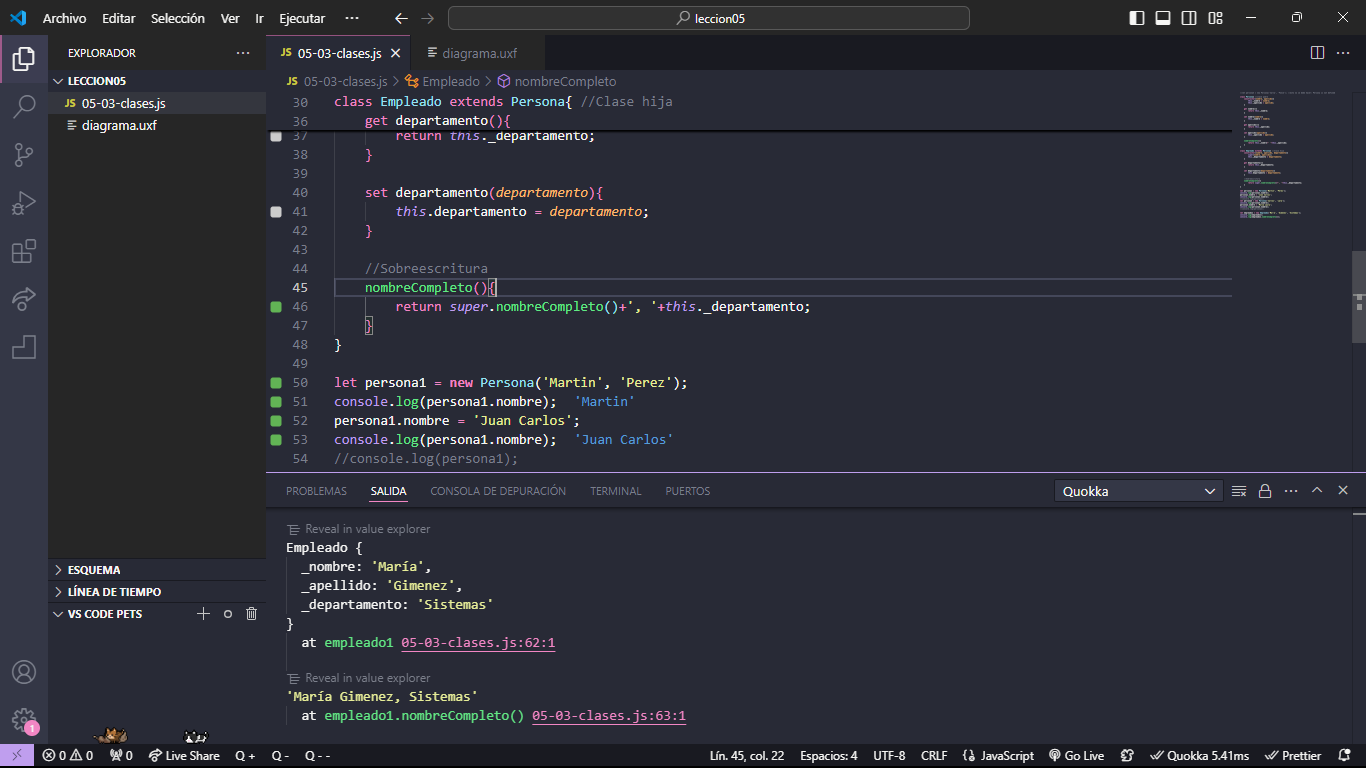 Archivo Editar Selección Ver Ir Ejecutar ··· leccion05
EXPLORADOR ···
LECCION05
JS 05-03-clases.js
diagrama.uxf
ESQUEMA
LÍNEA DE TIEMPO
VS CODE PETS
1
JS 05-03-clases.js diagrama.uxf ···
JS 05-03-clases.js > Empleado > nombreCompleto
30 class Empleado extends Persona{ //Clase hija
36 get departamento(){
37 return this._departamento;
38 }
39
40 set departamento(departamento){
41 this.departamento = departamento;
42 }
43
44 //Sobreescritura
45 nombreCompleto(){
46 return super.nombreCompleto()+', '+this._departamento;
47 }
48 }
49
50 let persona1 = new Persona('Martin', 'Perez');
51 console.log(persona1.nombre); 'Martin'
52 persona1.nombre = 'Juan Carlos';
53 console.log(persona1.nombre); 'Juan Carlos'
54 //console.log(persona1);
PROBLEMAS SALIDA CONSOLA DE DEPURACIÓN TERMINAL PUERTOS Quokka ···
Reveal in value explorer
Empleado {
_nombre: 'María',
_apellido: 'Gimenez',
_departamento: 'Sistemas'
}
at empleado1 05-03-clases.js:62:1
Reveal in value explorer
'María Gimenez, Sistemas'
at empleado1.nombreCompleto() 05-03-clases.js:63:1
0 0 0 Live Share Q + Q - Q - - Lín. 45, col. 22 Espacios: 4 UTF-8 CRLF {} JavaScript Go Live Quokka 5.41ms Prettier